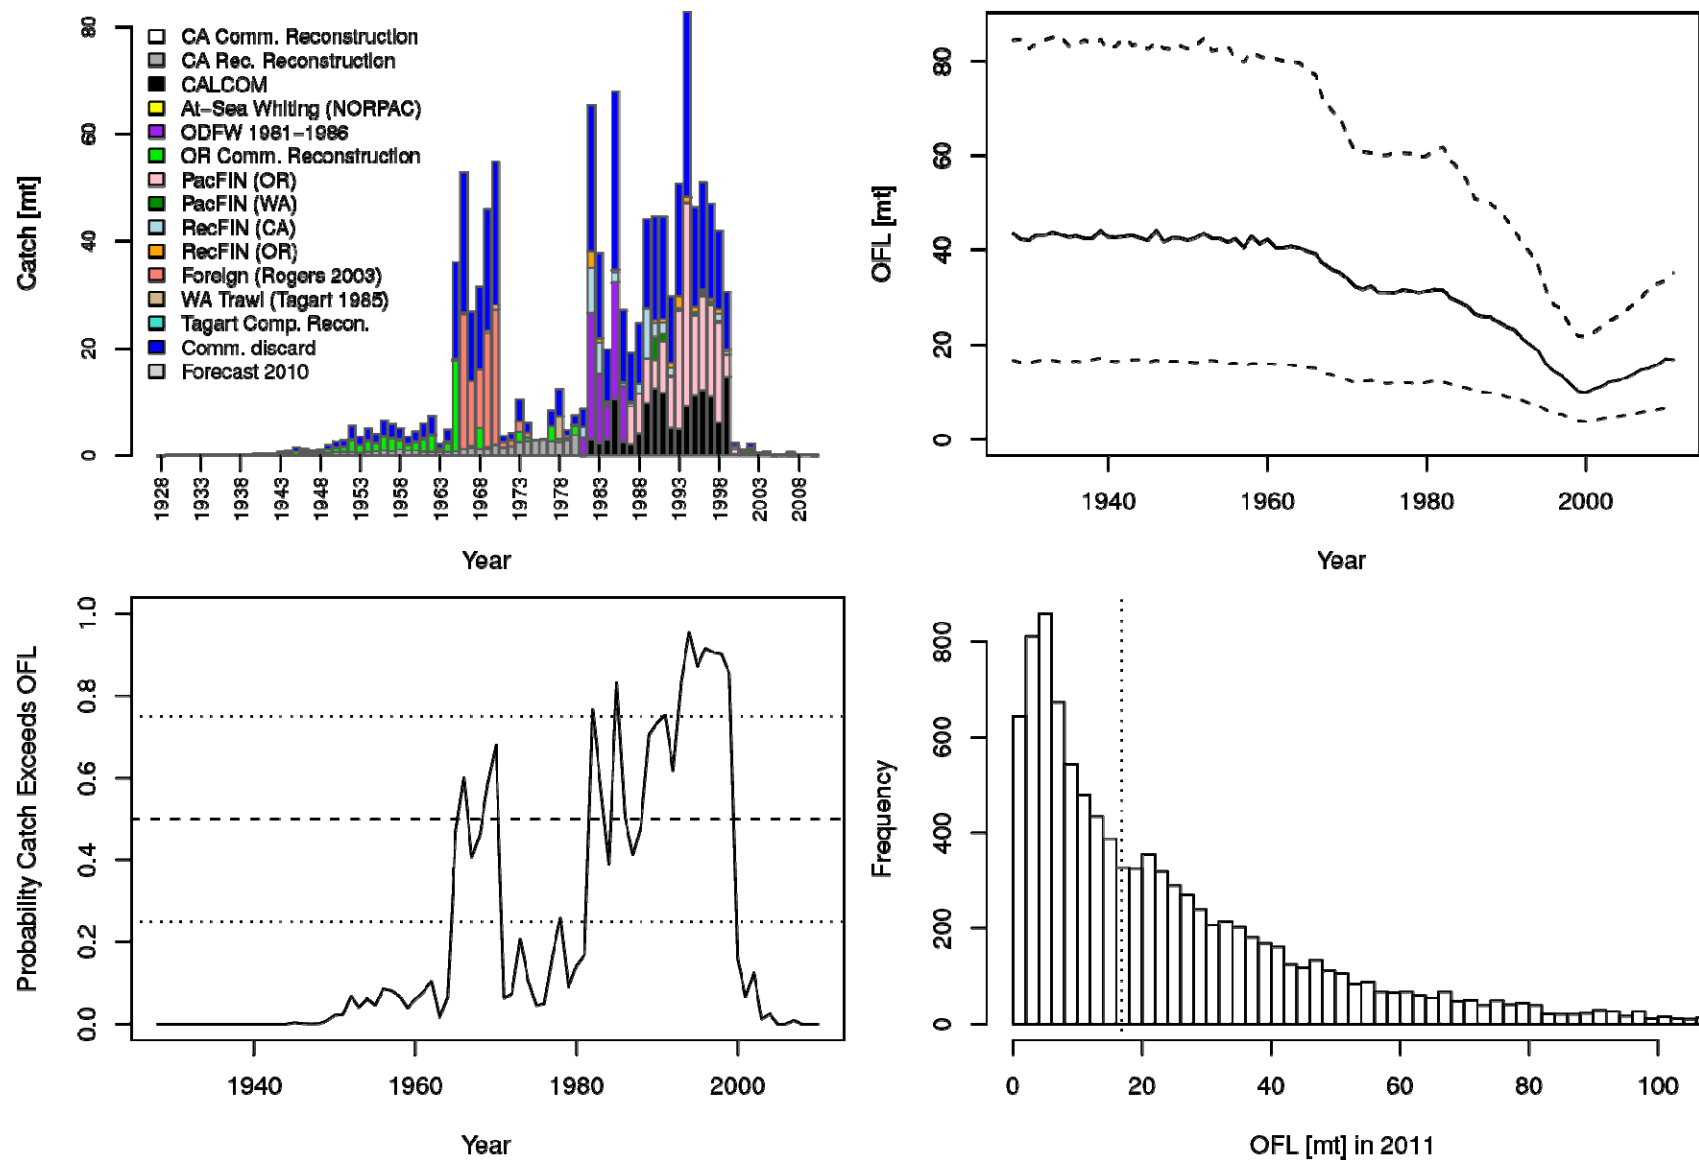 80
60
40
20
0
Catch [mt]
CA Comm. Reconstruction
CA Rec. Reconstruction
CALCOM
At-Sea Whiting (NORPAC)
ODFW 1981-1986
OR Comm. Reconstruction
PacFIN (OR)
PacFIN (WA)
RecFIN (CA)
RecFIN (OR)
Foreign (Rogers 2003)
WA Trawl (Tagart 1985)
Tagart Comp. Recon.
Comm. discard
Forecast 2010
1928 1933 1938 1943 1948 1953 1958 1963 1968 1973 1978 1983 1988 1993 1998 2003 2008
Year
80
60
40
20
0
OFL [mt]
1940 1960 1980 2000
Year
1.0
0.8
0.6
0.4
0.2
0.0
Probability Catch Exceeds OFL
1940 1960 1980 2000
Year
800
600
400
200
0
Frequency
0 20 40 60 80 100
OFL [mt] in 2011